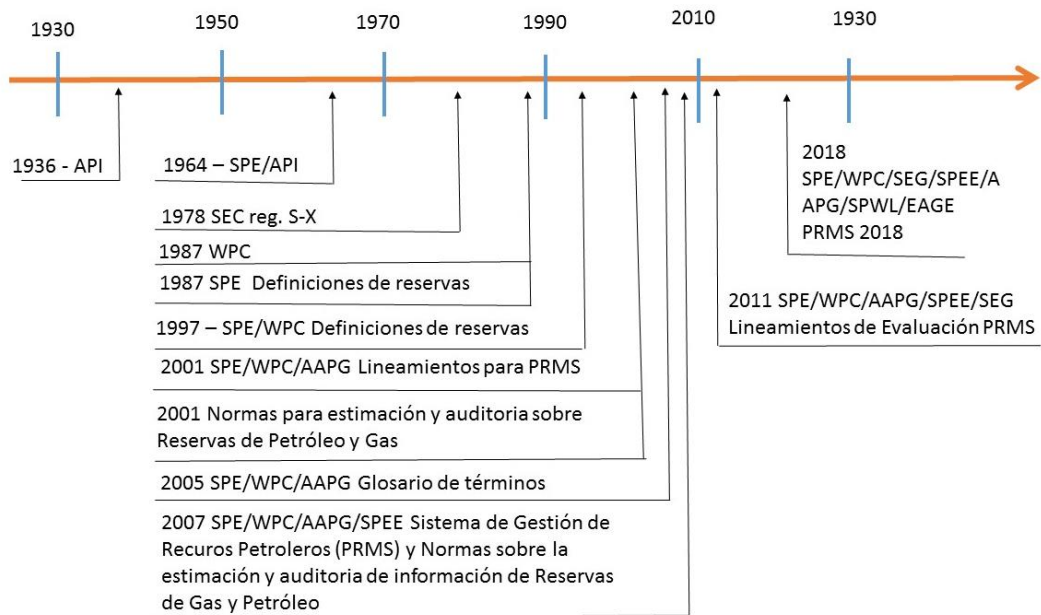 1930
1950
1970
1990
2010
1930
1936 - API
1964 – SPE/API
1978 SEC reg. S-X
1987 WPC
1987 SPE Definiciones de reservas
1997 – SPE/WPC Definiciones de reservas
2001 SPE/WPC/AAPG Lineamientos para PRMS
2001 Normas para estimación y auditoria sobre
Reservas de Petróleo y Gas
2005 SPE/WPC/AAPG Glosario de términos
2007 SPE/WPC/AAPG/SPEE Sistema de Gestión de
Recuros Petroleros (PRMS) y Normas sobre la
estimación y auditoria de información de Reservas
de Gas y Petróleo
2018
SPE/WPC/SEG/SPEE/A
APG/SPWL/EAGE
PRMS 2018
2011 SPE/WPC/AAPG/SPEE/SEG
Lineamientos de Evaluación PRMS